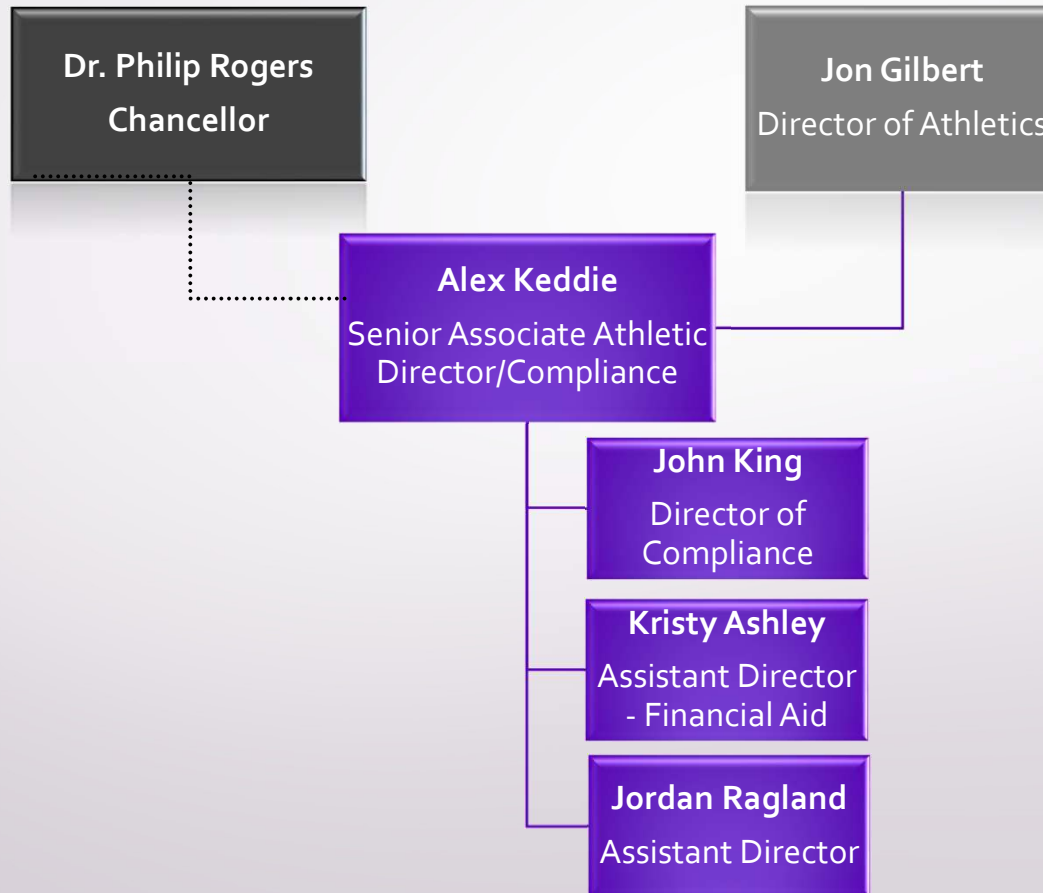 Dr. Philip Rogers
Chancellor
Jon Gilbert
Director of Athletics
Alex Keddie
Senior Associate Athletic
Director/Compliance
John King
Director of
Compliance
Kristy Ashley
Assistant Director
- Financial Aid
Jordan Ragland
Assistant Director